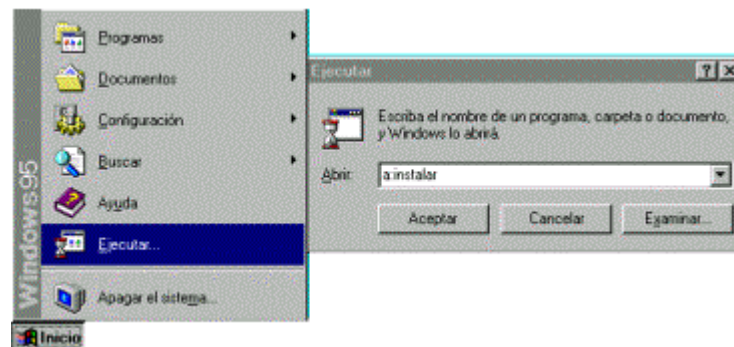 Programas
Documentos
Configuración
Buscar
Ayuda
Ejecutar...
Apagar el sistema...
Windows95
Inicio
Ejecutar
Escriba el nombre de un programa, carpeta o documento,
y Windows lo abrirá.
Abrir:
a:instalar
Aceptar
Cancelar
Examinar...